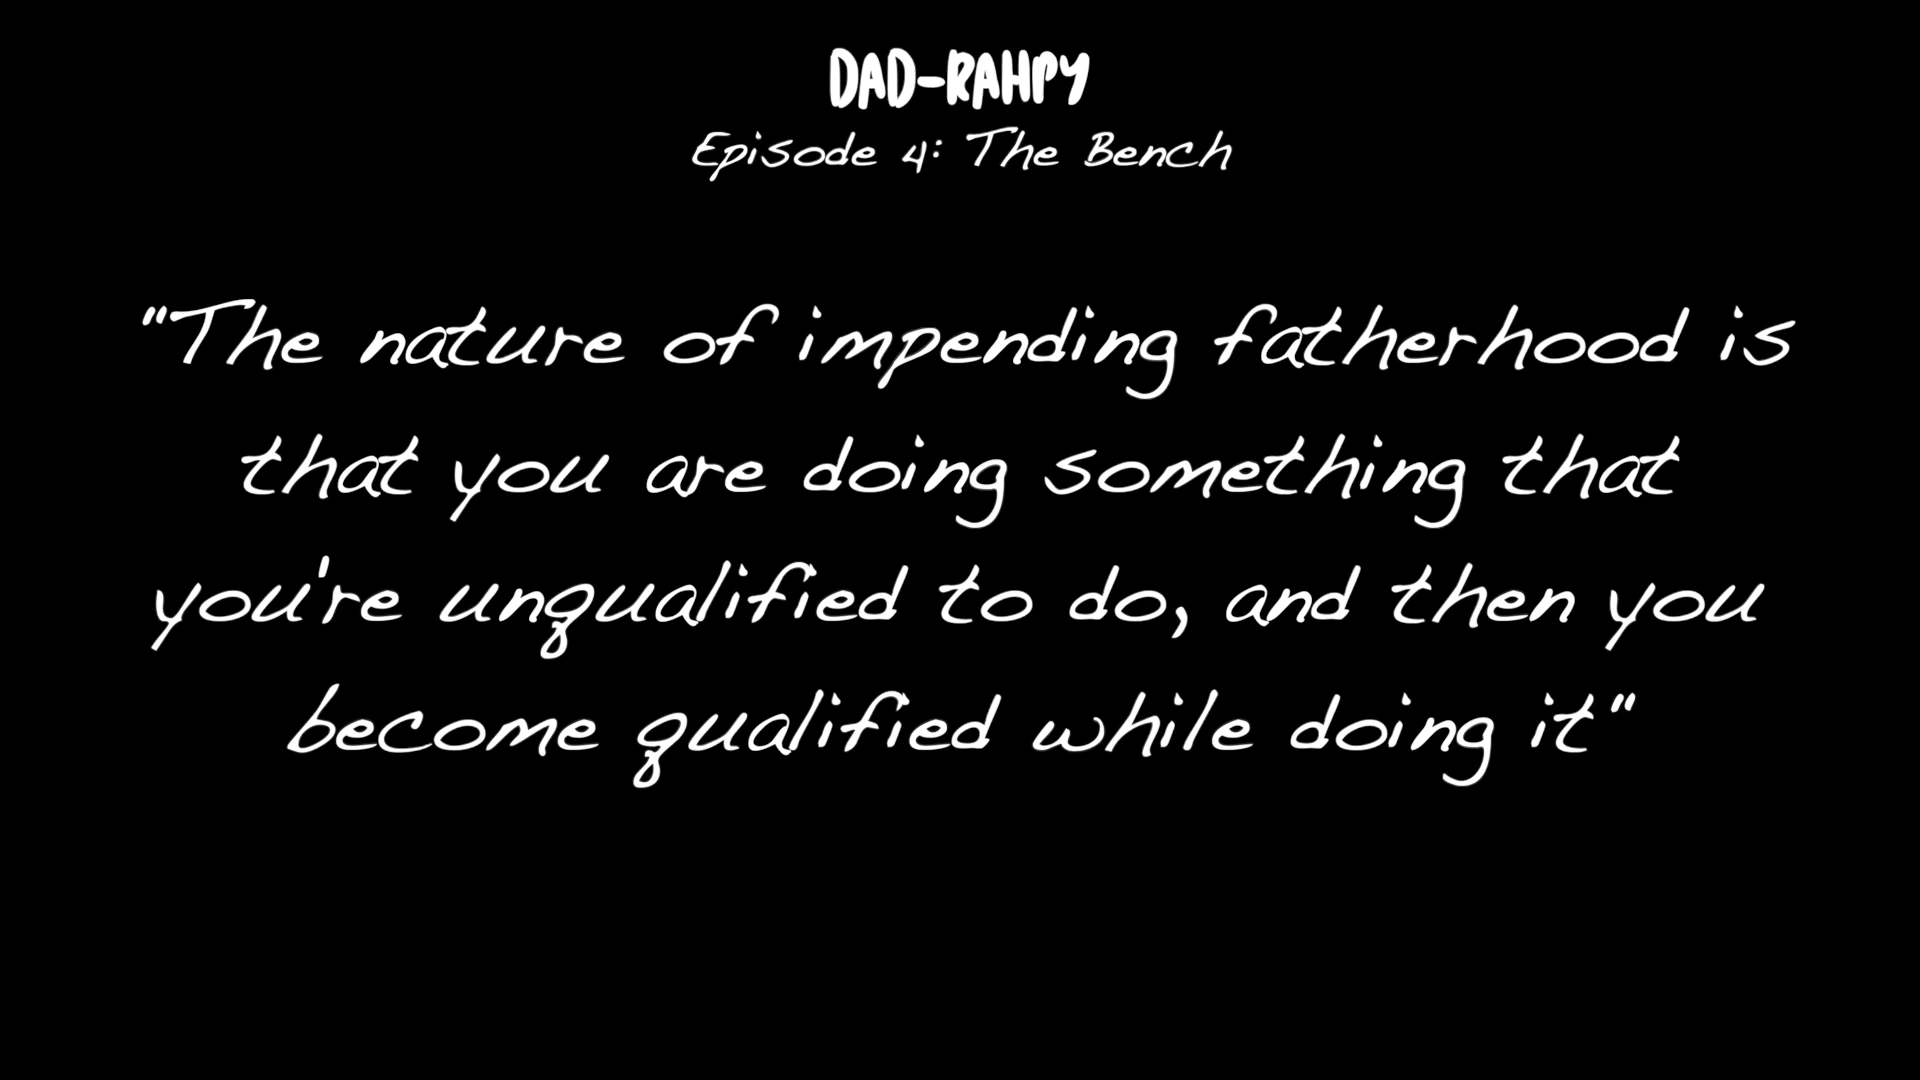 DAD-RAHPY
Episode 4: The Bench
"The nature of impending fatherhood is
that you are doing something that
you're unqualified to do, and then you
become qualified while doing it"